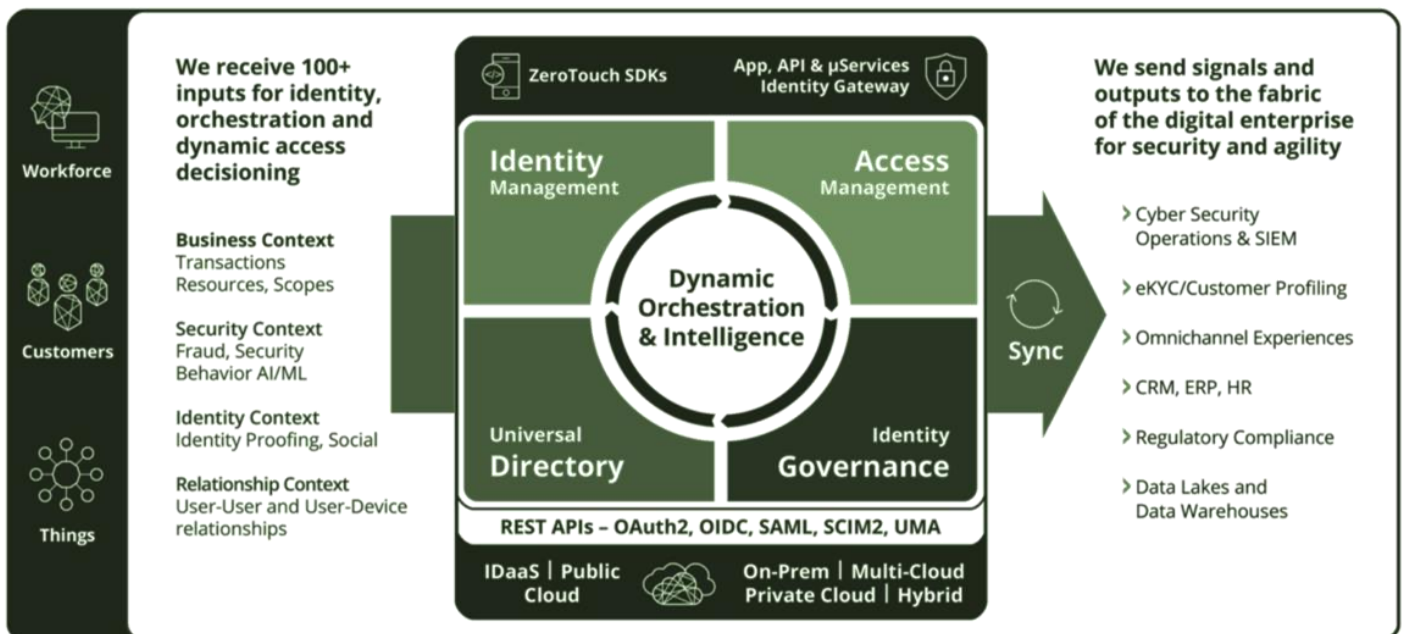 Workforce
Customers
Things
We receive 100+
inputs for identity,
orchestration and
dynamic access
decisioning
Business Context
Transactions
Resources, Scopes
Security Context
Fraud, Security
Behavior AI/ML
Identity Context
Identity Proofing, Social
Relationship Context
User-User and User-Device
relationships
ZeroTouch SDKs
App, API & µServices
Identity Gateway
Identity
Management
Access
Management
Dynamic
Orchestration
& Intelligence
Universal
Directory
Identity
Governance
REST APIs – OAuth2, OIDC, SAML, SCIM2, UMA
IDaaS | Public
Cloud
On-Prem | Multi-Cloud
Private Cloud | Hybrid
Sync
We send signals and
outputs to the fabric
of the digital enterprise
for security and agility
Cyber Security
Operations & SIEM
eKYC/Customer Profiling
Omnichannel Experiences
CRM, ERP, HR
Regulatory Compliance
Data Lakes and
Data Warehouses